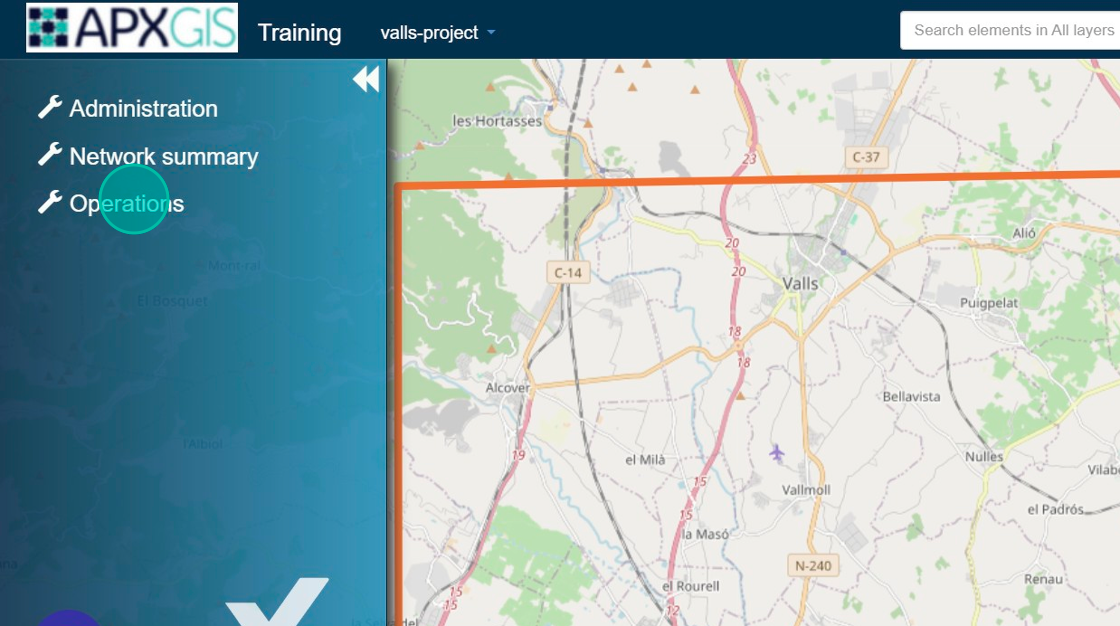 APXGIS Training valls-project Search elements in All layers
Administration
Network summary
Operations
Mont-ral
El Bosquet
l'Albiol
les Hortasses
23
C-37
20
Alió
C-14
20
Valls
Puigpelat
18
18
Alcover
Bellavista
19
el Milà
Nulles
15
Vallmoll
15
el Padrós
la Masó
N-240
Renau
el Rourell
15
15
12